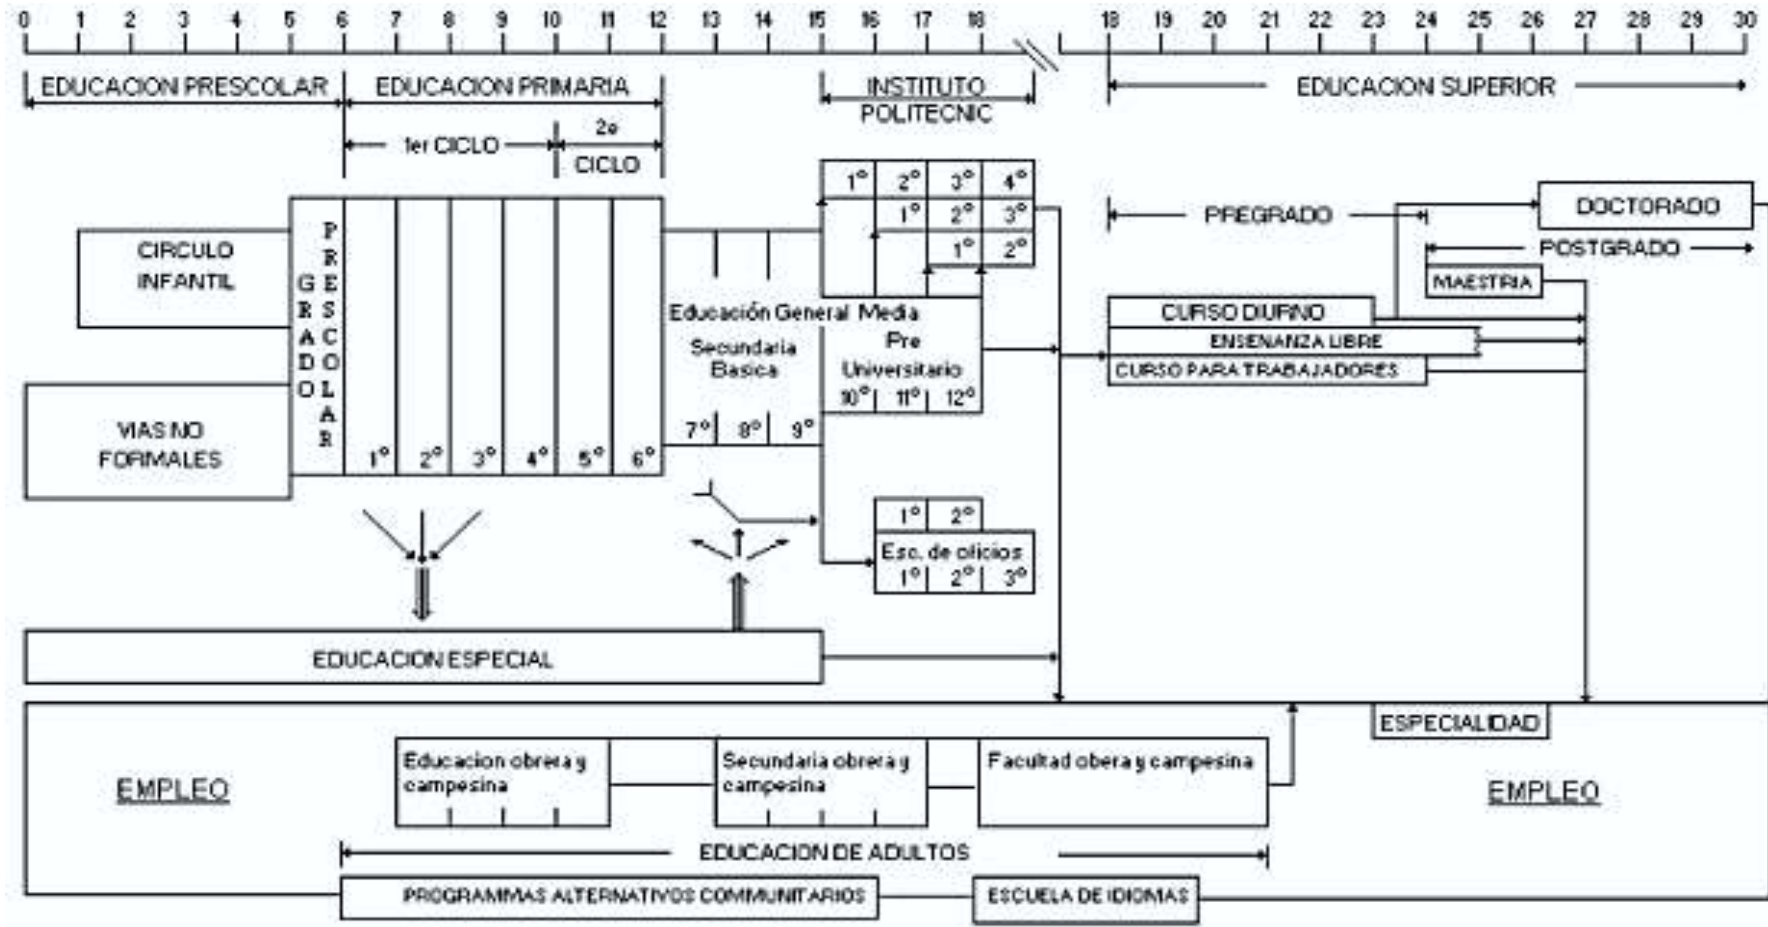 0 1 2 3 4 5 6 7 8 9 10 11 12 13 14 15 16 17 18 18 19 20 21 22 23 24 25 26 27 28 29 30
EDUCACION PRESCOLAR
EDUCACION PRIMARIA
INSTITUTO
POLITECNIC
EDUCACION SUPERIOR
1er CICLO
2e
CICLO
1° 2° 3° 4°
1° 2° 3°
1° 2°
PREGRADO
DOCTORADO
POSTGRADO
MAESTRIA
CIRCULO
INFANTIL
GRADO
PRESCOLAR
VIAS NO
FORMALES
1° 2° 3° 4° 5° 6°
Educación General Media
Secundaria
Basica
7° 8° 9°
Pre
Universitario
10° 11° 12°
CURSO DIURNO
ENSENANZA LIBRE
CURSO PARA TRABAJADORES
1° 2°
Esc. de oficios
1° 2° 3°
EDUCACION ESPECIAL
ESPECIALIDAD
EMPLEO
Educacion obrera y
campesina
Secundaria obrera y
campesina
Facultad obera y campesina
EMPLEO
EDUCACION DE ADULTOS
PROGRAMMAS ALTERNATIVOS COMMUNITARIOS
ESCUELA DE IDIOMAS